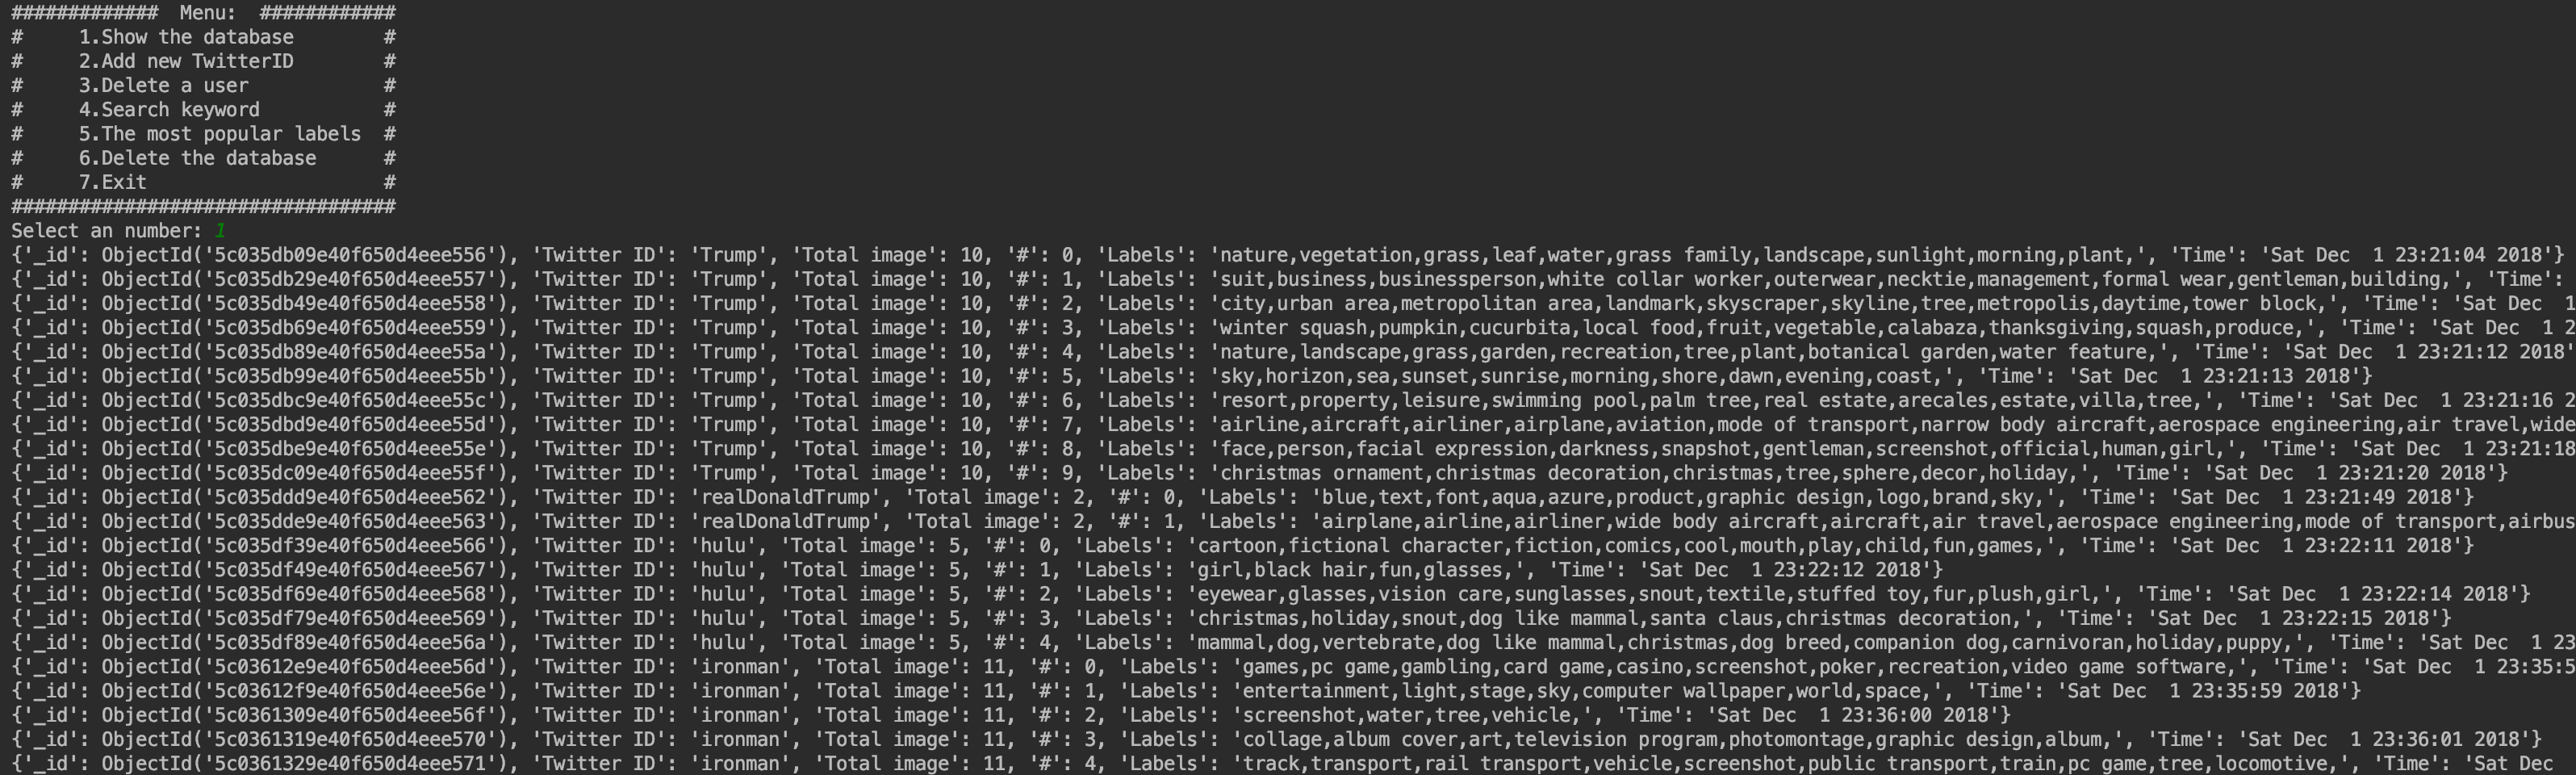 #############  Menu:  ############
#     1.Show the database        #
#     2.Add new TwitterID        #
#     3.Delete a user            #
#     4.Search keyword           #
#     5.The most popular labels  #
#     6.Delete the database      #
#     7.Exit                     #
##################################
Select an number: 1
{'_id': ObjectId('5c035db09e40f650d4eee556'), 'Twitter ID': 'Trump', 'Total image': 10, '#': 0, 'Labels': 'nature,vegetation,grass,leaf,water,grass family,landscape,sunlight,morning,plant,', 'Time': 'Sat Dec  1 23:21:04 2018'}
{'_id': ObjectId('5c035db29e40f650d4eee557'), 'Twitter ID': 'Trump', 'Total image': 10, '#': 1, 'Labels': 'suit,business,businessperson,white collar worker,outerwear,necktie,management,formal wear,gentleman,building,', 'Time':
{'_id': ObjectId('5c035db49e40f650d4eee558'), 'Twitter ID': 'Trump', 'Total image': 10, '#': 2, 'Labels': 'city,urban area,metropolitan area,landmark,skyscraper,skyline,tree,metropolis,daytime,tower block,', 'Time': 'Sat Dec  1
{'_id': ObjectId('5c035db69e40f650d4eee559'), 'Twitter ID': 'Trump', 'Total image': 10, '#': 3, 'Labels': 'winter squash,pumpkin,cucurbita,local food,fruit,vegetable,calabaza,thanksgiving,squash,produce,', 'Time': 'Sat Dec  1 2
{'_id': ObjectId('5c035db89e40f650d4eee55a'), 'Twitter ID': 'Trump', 'Total image': 10, '#': 4, 'Labels': 'nature,landscape,grass,garden,recreation,tree,plant,botanical garden,water feature,', 'Time': 'Sat Dec  1 23:21:12 2018'
{'_id': ObjectId('5c035db99e40f650d4eee55b'), 'Twitter ID': 'Trump', 'Total image': 10, '#': 5, 'Labels': 'sky,horizon,sea,sunset,sunrise,morning,shore,dawn,evening,coast,', 'Time': 'Sat Dec  1 23:21:13 2018'}
{'_id': ObjectId('5c035dbc9e40f650d4eee55c'), 'Twitter ID': 'Trump', 'Total image': 10, '#': 6, 'Labels': 'resort,property,leisure,swimming pool,palm tree,real estate,arecales,estate,villa,tree,', 'Time': 'Sat Dec  1 23:21:16 2
{'_id': ObjectId('5c035dbd9e40f650d4eee55d'), 'Twitter ID': 'Trump', 'Total image': 10, '#': 7, 'Labels': 'airline,aircraft,airliner,airplane,aviation,mode of transport,narrow body aircraft,aerospace engineering,air travel,wide
{'_id': ObjectId('5c035dbe9e40f650d4eee55e'), 'Twitter ID': 'Trump', 'Total image': 10, '#': 8, 'Labels': 'face,person,facial expression,darkness,snapshot,gentleman,screenshot,official,human,girl,', 'Time': 'Sat Dec  1 23:21:18
{'_id': ObjectId('5c035dc09e40f650d4eee55f'), 'Twitter ID': 'Trump', 'Total image': 10, '#': 9, 'Labels': 'christmas ornament,christmas decoration,christmas,tree,sphere,decor,holiday,', 'Time': 'Sat Dec  1 23:21:20 2018'}
{'_id': ObjectId('5c035ddd9e40f650d4eee562'), 'Twitter ID': 'realDonaldTrump', 'Total image': 2, '#': 0, 'Labels': 'blue,text,font,aqua,azure,product,graphic design,logo,brand,sky,', 'Time': 'Sat Dec  1 23:21:49 2018'}
{'_id': ObjectId('5c035dde9e40f650d4eee563'), 'Twitter ID': 'realDonaldTrump', 'Total image': 2, '#': 1, 'Labels': 'airplane,airline,airliner,wide body aircraft,aircraft,air travel,aerospace engineering,mode of transport,airbus
{'_id': ObjectId('5c035df39e40f650d4eee566'), 'Twitter ID': 'hulu', 'Total image': 5, '#': 0, 'Labels': 'cartoon,fictional character,fiction,comics,cool,mouth,play,child,fun,games,', 'Time': 'Sat Dec  1 23:22:11 2018'}
{'_id': ObjectId('5c035df49e40f650d4eee567'), 'Twitter ID': 'hulu', 'Total image': 5, '#': 1, 'Labels': 'girl,black hair,fun,glasses,', 'Time': 'Sat Dec  1 23:22:12 2018'}
{'_id': ObjectId('5c035df69e40f650d4eee568'), 'Twitter ID': 'hulu', 'Total image': 5, '#': 2, 'Labels': 'eyewear,glasses,vision care,sunglasses,snout,textile,stuffed toy,fur,plush,girl,', 'Time': 'Sat Dec  1 23:22:14 2018'}
{'_id': ObjectId('5c035df79e40f650d4eee569'), 'Twitter ID': 'hulu', 'Total image': 5, '#': 3, 'Labels': 'christmas,holiday,snout,dog like mammal,santa claus,christmas decoration,', 'Time': 'Sat Dec  1 23:22:15 2018'}
{'_id': ObjectId('5c035df89e40f650d4eee56a'), 'Twitter ID': 'hulu', 'Total image': 5, '#': 4, 'Labels': 'mammal,dog,vertebrate,dog like mammal,christmas,dog breed,companion dog,carnivoran,holiday,puppy,', 'Time': 'Sat Dec  1 23
{'_id': ObjectId('5c03612e9e40f650d4eee56d'), 'Twitter ID': 'ironman', 'Total image': 11, '#': 0, 'Labels': 'games,pc game,gambling,card game,casino,screenshot,poker,recreation,video game software,', 'Time': 'Sat Dec  1 23:35:5
{'_id': ObjectId('5c03612f9e40f650d4eee56e'), 'Twitter ID': 'ironman', 'Total image': 11, '#': 1, 'Labels': 'entertainment,light,stage,sky,computer wallpaper,world,space,', 'Time': 'Sat Dec  1 23:35:59 2018'}
{'_id': ObjectId('5c0361309e40f650d4eee56f'), 'Twitter ID': 'ironman', 'Total image': 11, '#': 2, 'Labels': 'screenshot,water,tree,vehicle,', 'Time': 'Sat Dec  1 23:36:00 2018'}
{'_id': ObjectId('5c0361319e40f650d4eee570'), 'Twitter ID': 'ironman', 'Total image': 11, '#': 3, 'Labels': 'collage,album cover,art,television program,photomontage,graphic design,album,', 'Time': 'Sat Dec  1 23:36:01 2018'}
{'_id': ObjectId('5c0361329e40f650d4eee571'), 'Twitter ID': 'ironman', 'Total image': 11, '#': 4, 'Labels': 'track,transport,rail transport,vehicle,screenshot,public transport,train,pc game,tree,locomotive,', 'Time': 'Sat Dec